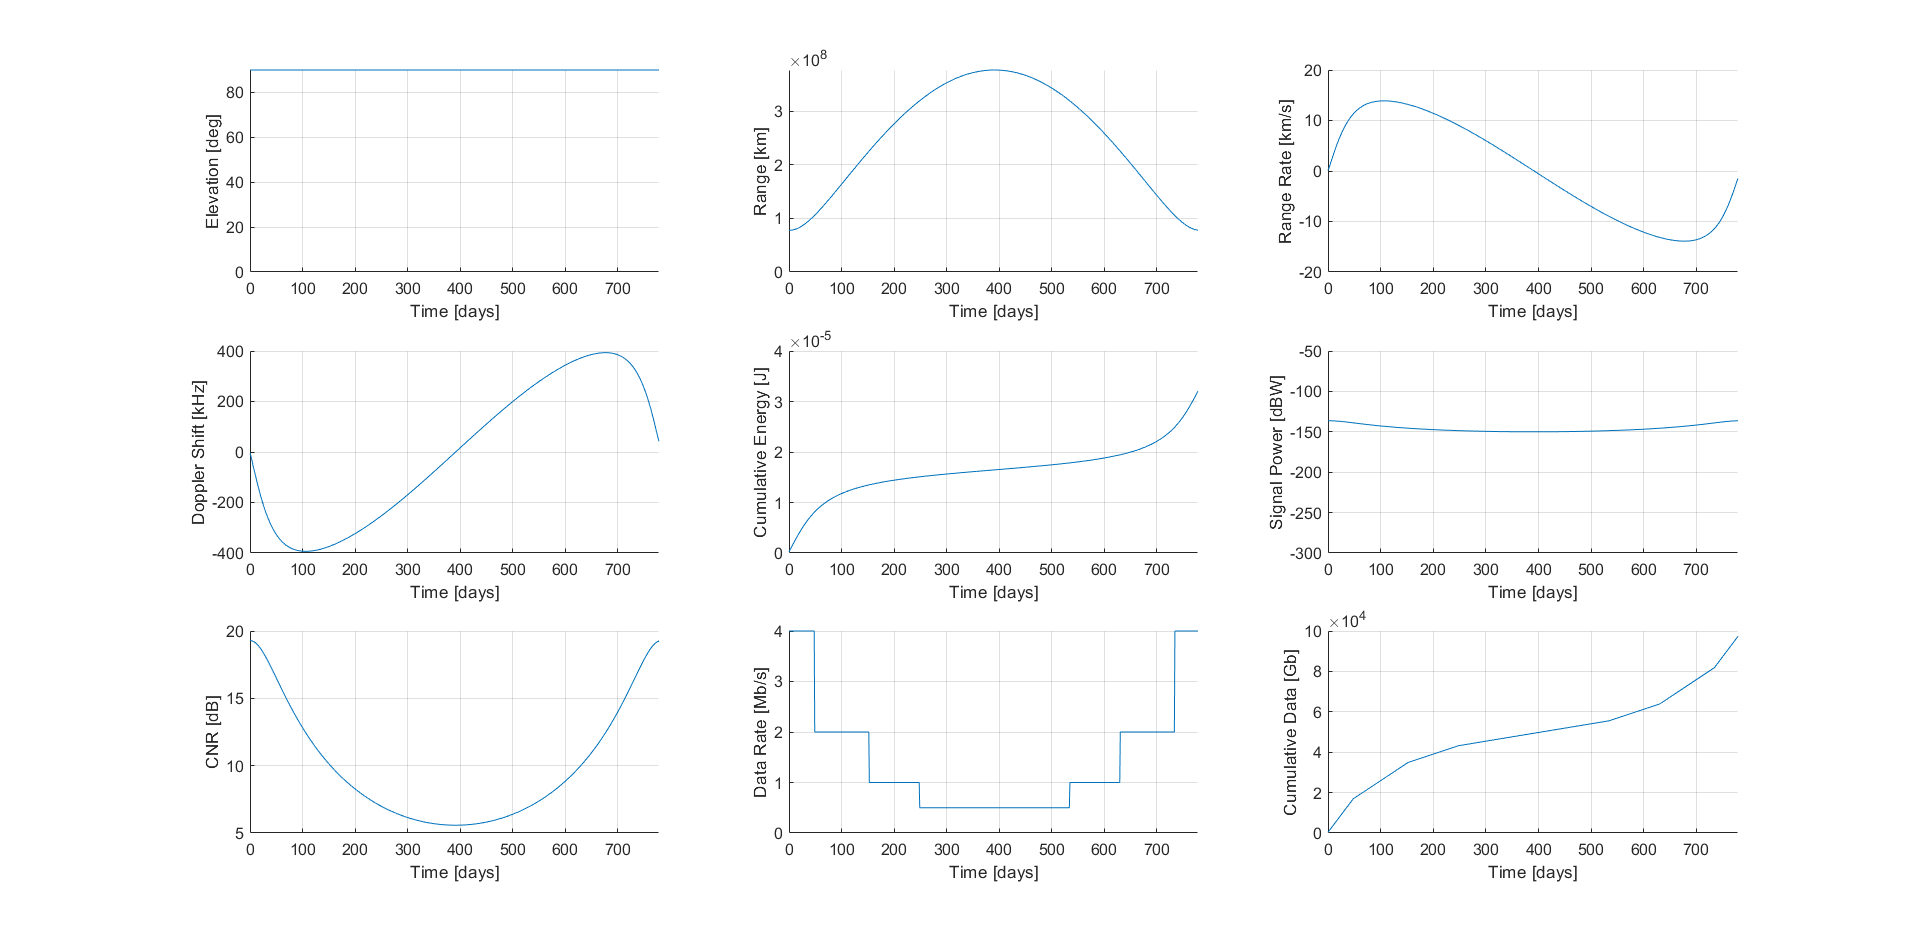 Elevation [deg]
80
60
40
20
0
0 100 200 300 400 500 600 700
Time [days]
×10^8
Range [km]
3
2
1
0
0 100 200 300 400 500 600 700
Time [days]
Range Rate [km/s]
20
10
0
-10
-20
0 100 200 300 400 500 600 700
Time [days]
Doppler Shift [kHz]
400
200
0
-200
-400
0 100 200 300 400 500 600 700
Time [days]
×10^-5
Cumulative Energy [J]
4
3
2
1
0
0 100 200 300 400 500 600 700
Time [days]
Signal Power [dBW]
-50
-100
-150
-200
-250
-300
0 100 200 300 400 500 600 700
Time [days]
CNR [dB]
20
15
10
5
0 100 200 300 400 500 600 700
Time [days]
Data Rate [Mb/s]
4
3
2
1
0
0 100 200 300 400 500 600 700
Time [days]
×10^4
Cumulative Data [Gb]
10
8
6
4
2
0
0 100 200 300 400 500 600 700
Time [days]